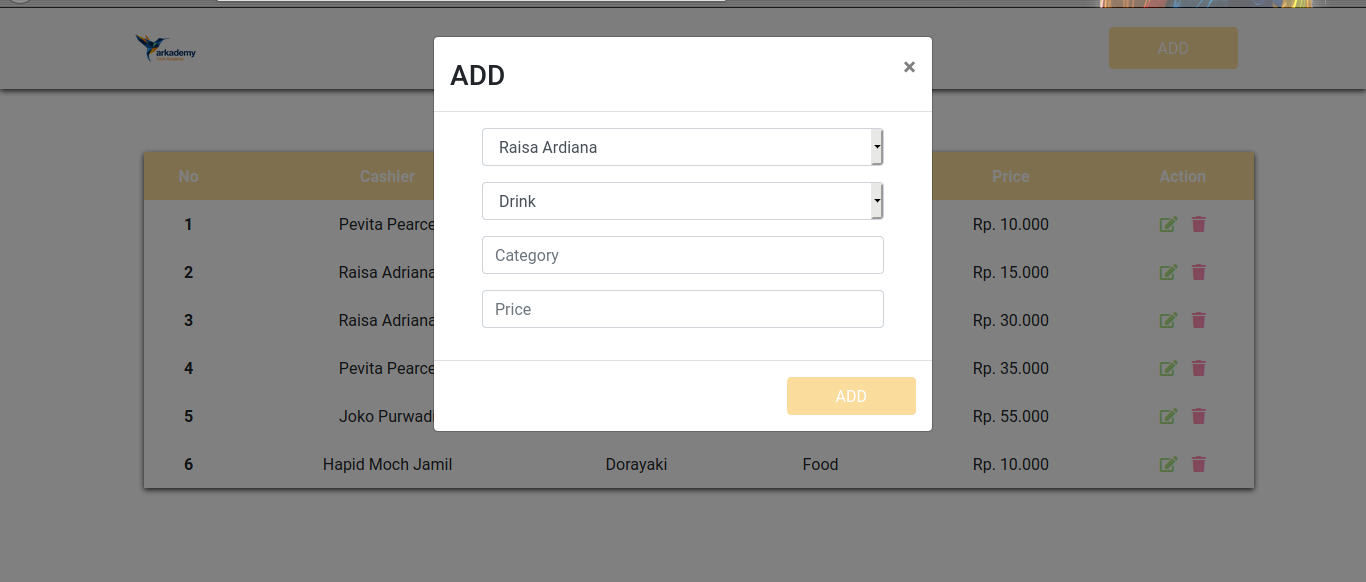 arkademy
ADD
ADD
×
Raisa Ardiana
Drink
Category
Price
ADD
No Cashier Price Action
1 Pevita Pearce Rp. 10.000
2 Raisa Adriana Rp. 15.000
3 Raisa Adriana Rp. 30.000
4 Pevita Pearce Rp. 35.000
5 Joko Purwad Rp. 55.000
6 Hapid Moch Jamil Dorayaki Food Rp. 10.000